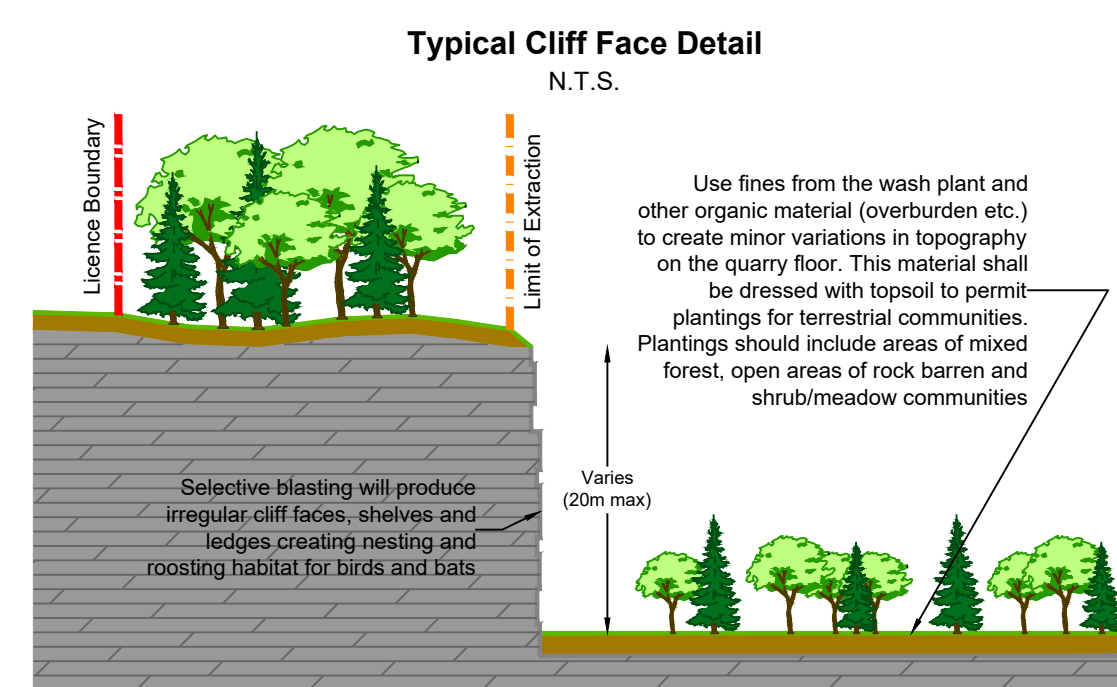 Typical Cliff Face Detail
N.T.S.
Licence Boundary
Limit of Extraction
Use fines from the wash plant and
other organic material (overburden etc.)
to create minor variations in topography
on the quarry floor. This material shall
be dressed with topsoil to permit
plantings for terrestrial communities.
Plantings should include areas of mixed
forest, open areas of rock barren and
shrub/meadow communities
Varies
(20m max)
Selective blasting will produce
irregular cliff faces, shelves and
ledges creating nesting and
roosting habitat for birds and bats